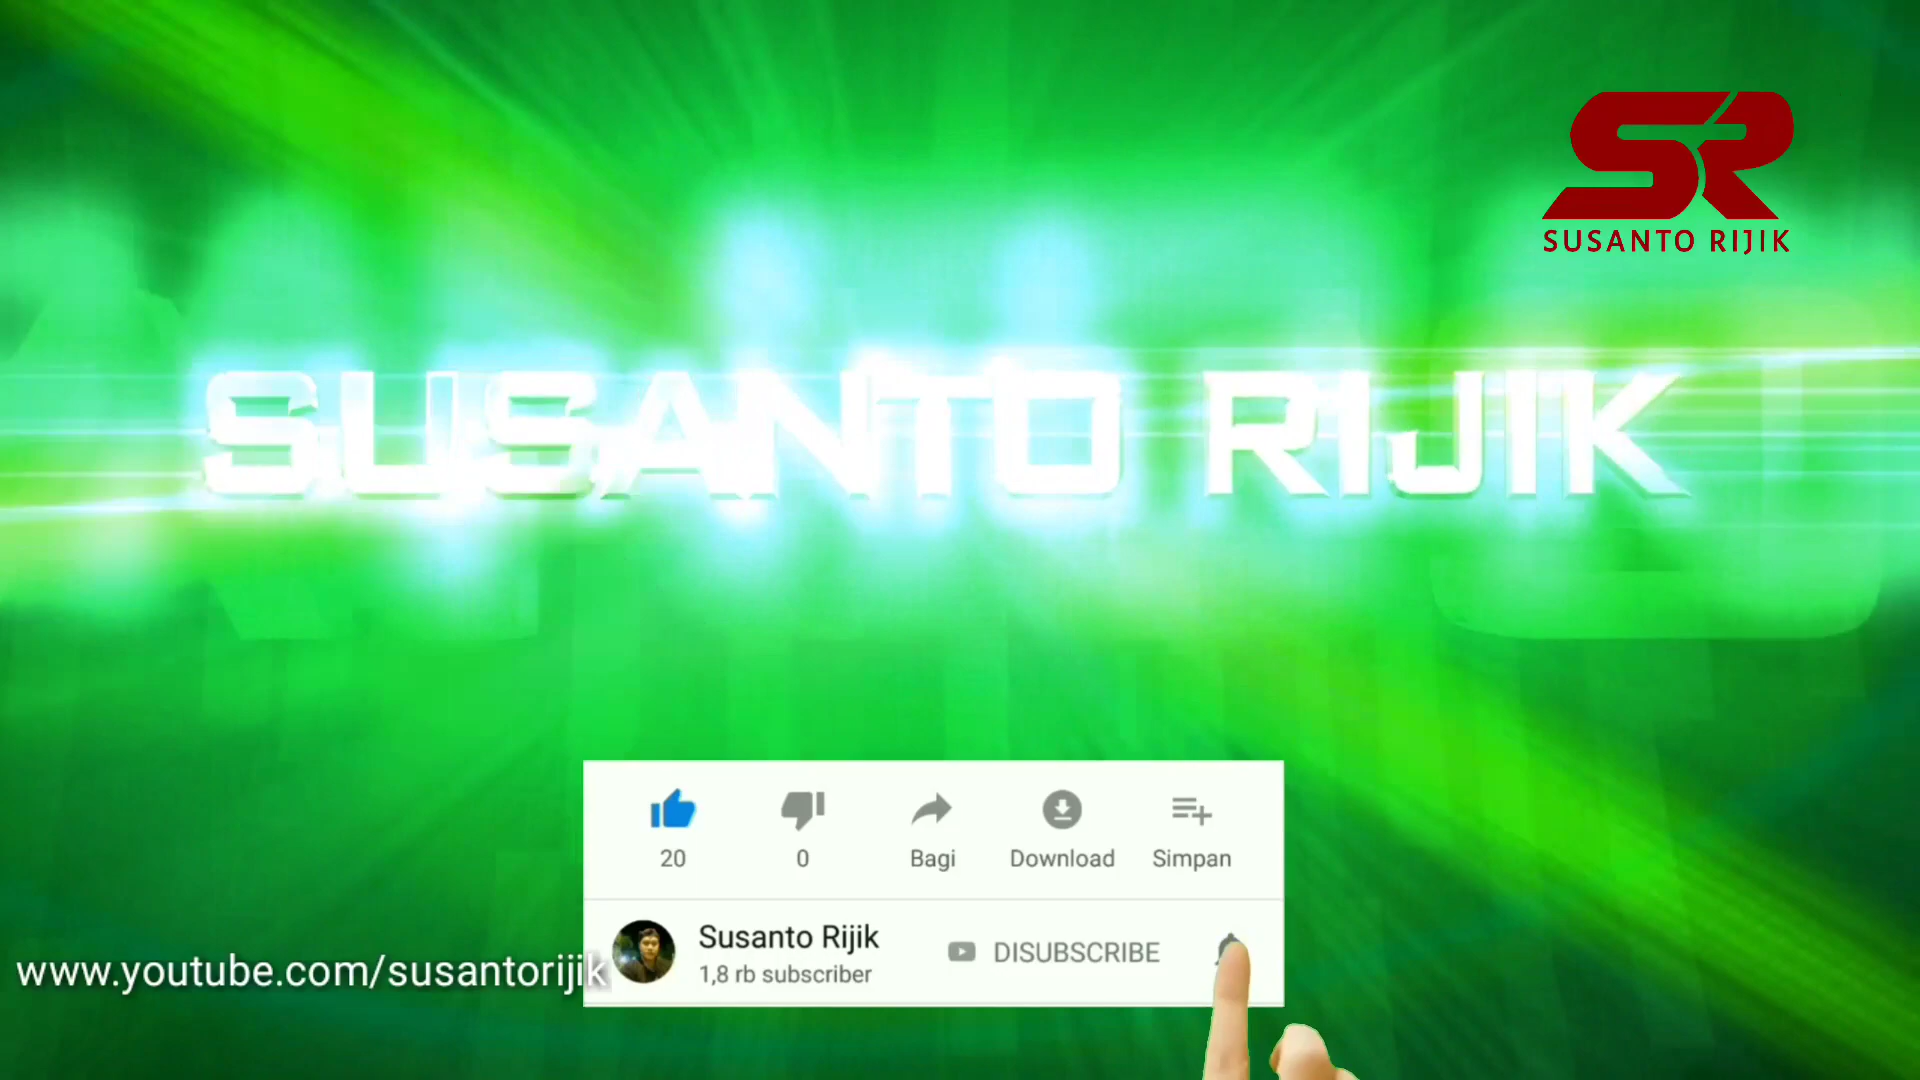 SR
SUSANTO RIJIK
SUSANTO RIJIK
20
0
Bagi
Download
Simpan
Susanto Rijik
1,8 rb subscriber
DISUBSCRIBE
www.youtube.com/susantorijik